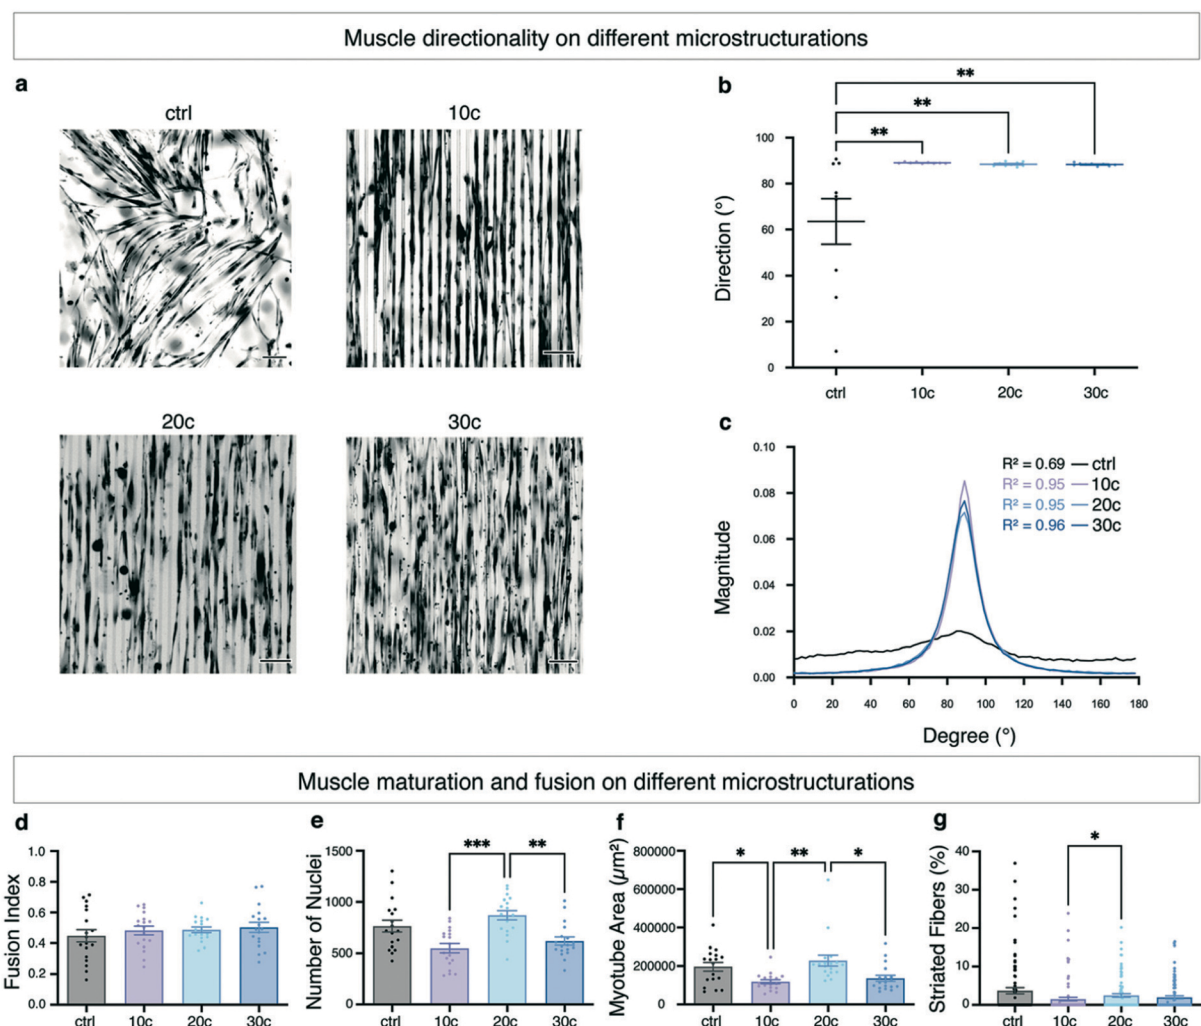 Muscle directionality on different microstructurations
a
ctrl
10c
20c
30c
b
**
**
**
Direction (°)
100
80
60
40
20
0
ctrl 10c 20c 30c
c
Magnitude
0.10
0.08
0.06
0.04
0.02
0.00
R² = 0.69 ctrl
R² = 0.95 10c
R² = 0.95 20c
R² = 0.96 30c
0 20 40 60 80 100 120 140 160 180
Degree (°)
Muscle maturation and fusion on different microstructurations
d
Fusion Index
1.0
0.8
0.6
0.4
0.2
0.0
ctrl 10c 20c 30c
e
Number of Nuclei
1500
1000
500
0
*** **
ctrl 10c 20c 30c
f
Myotube Area (µm²)
800000
600000
400000
200000
0
* ** *
ctrl 10c 20c 30c
g
Striated Fibers (%)
40
30
20
10
0
*
ctrl 10c 20c 30c